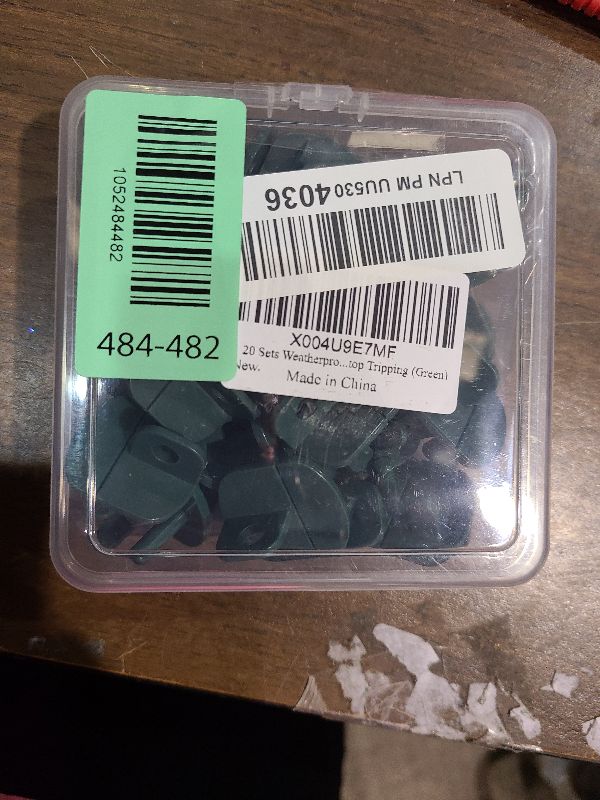 1052484482
484-482
LPN PM UU530 4036
X004U9E7MF
20 Sets Weatherpro...top Tripping (Green)
New.
Made in China